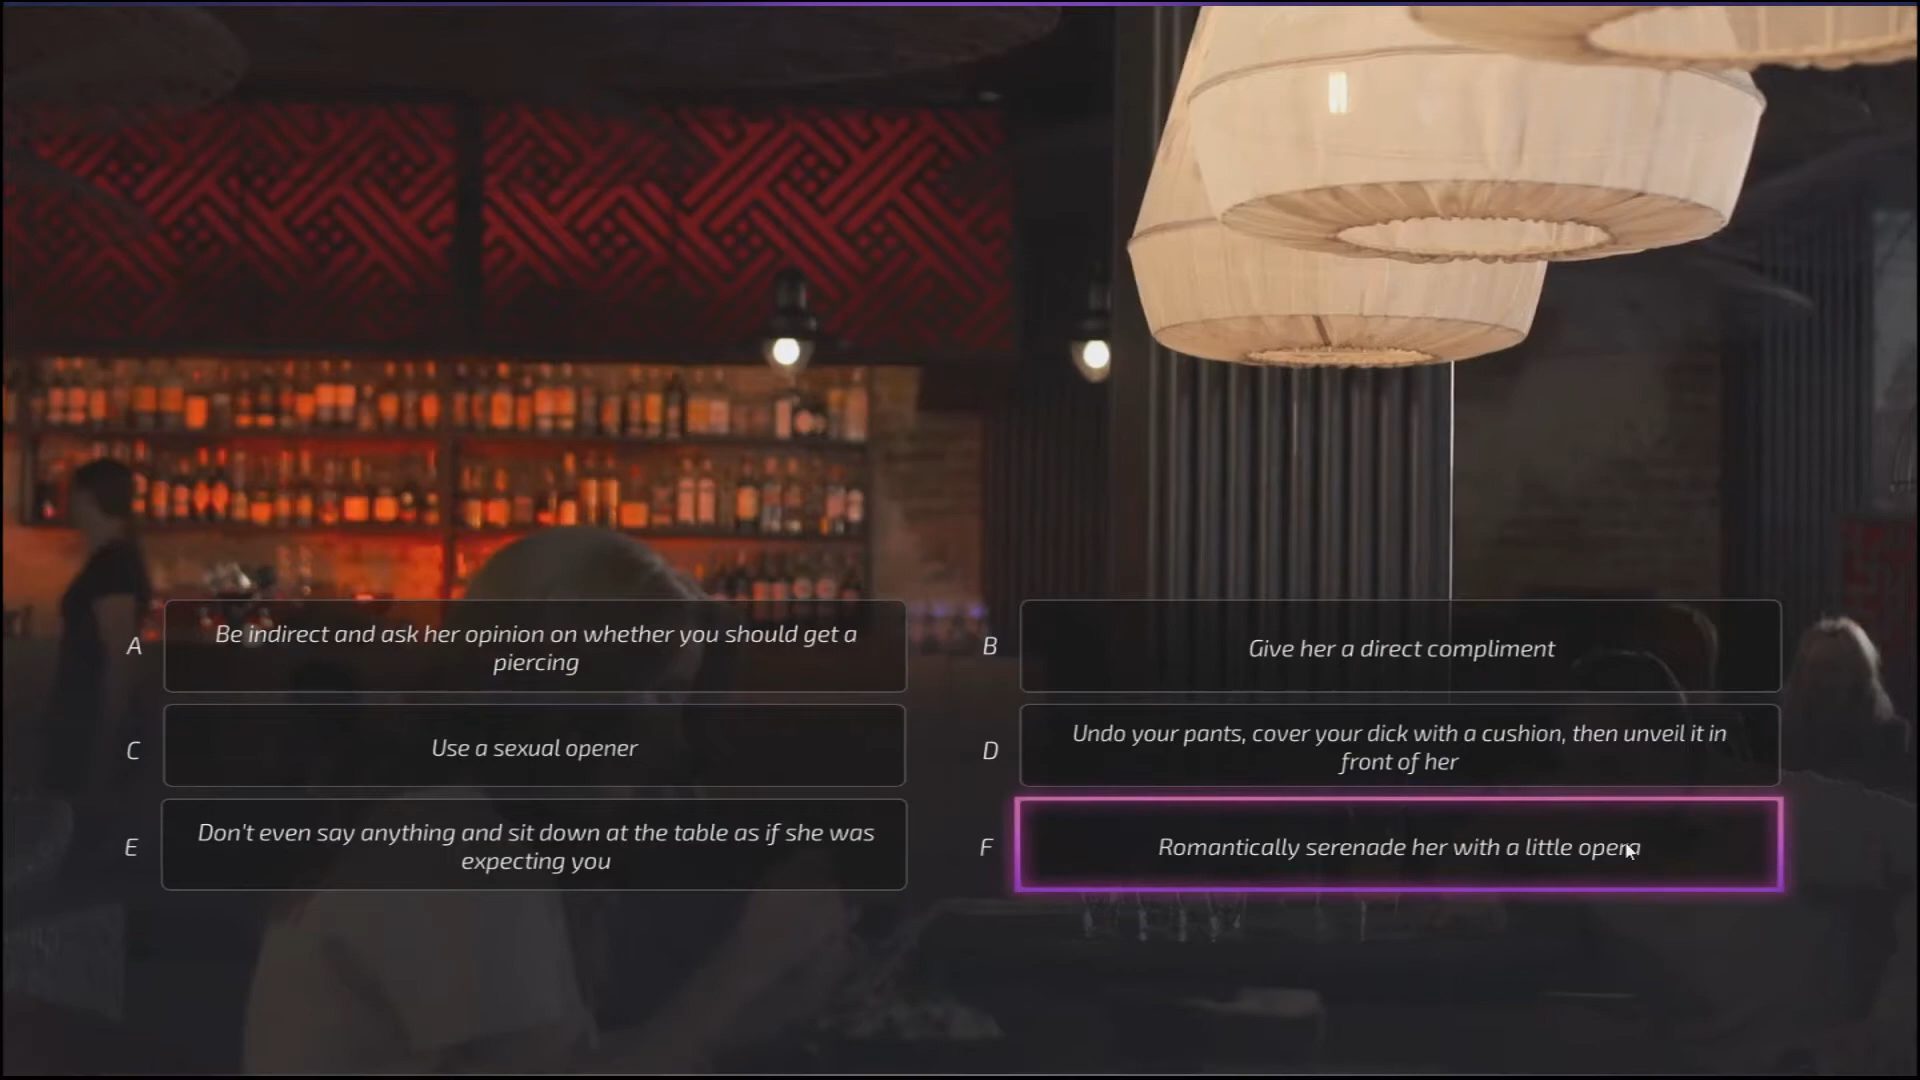 A
Be indirect and ask her opinion on whether you should get a
piercing
B
Give her a direct compliment
C
Use a sexual opener
D
Undo your pants, cover your dick with a cushion, then unveil it in
front of her
E
Don't even say anything and sit down at the table as if she was
expecting you
F
Romantically serenade her with a little opera